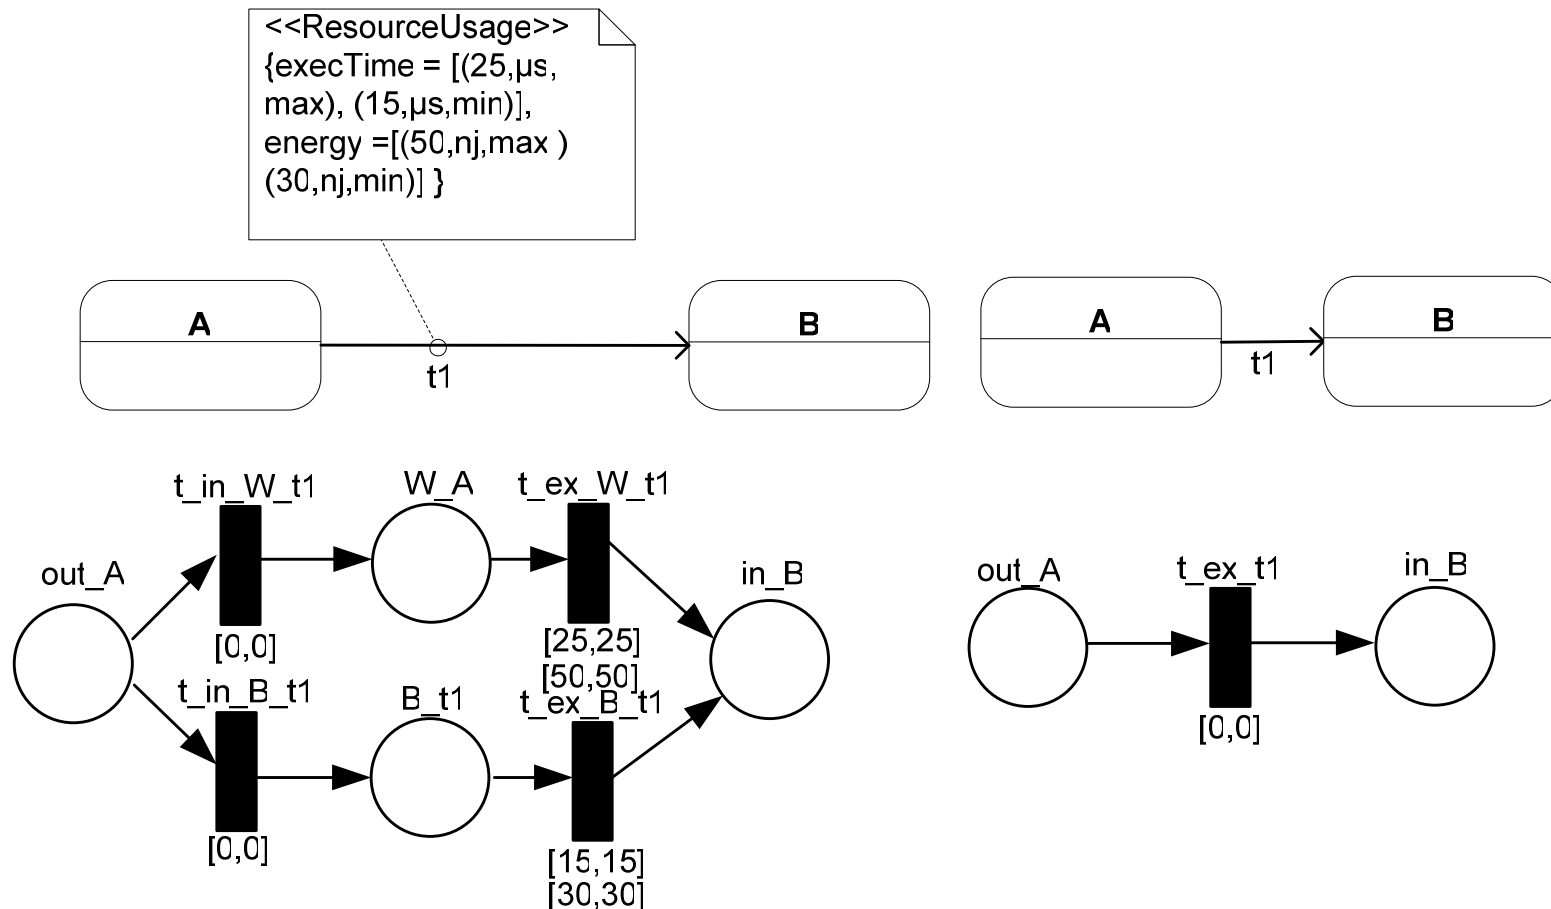 <<ResourceUsage>>
{execTime = [(25,µs,
max), (15,µs,min)],
energy =[(50,nj,max )
(30,nj,min)] }
A
B
t1
A
B
t1
t_in_W_t1
W_A
t_ex_W_t1
out_A
in_B
[0,0]
[25,25]
[50,50]
t_in_B_t1
B_t1
t_ex_B_t1
[0,0]
[15,15]
[30,30]
out_A
t_ex_t1
in_B
[0,0]